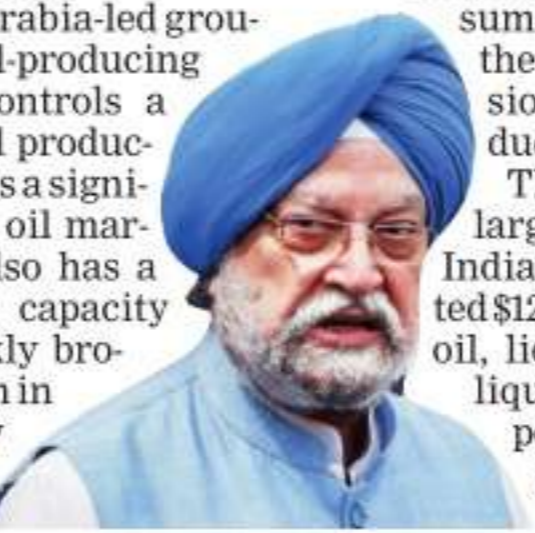 rabia-led grou-
l-producing
ontrols a
l produc-
s a signi-
oil mar-
lso has a
capacity
kly bro-
n in
sum
the
sio
du
T
larg
India
ted $12
oil, li
liqu
p